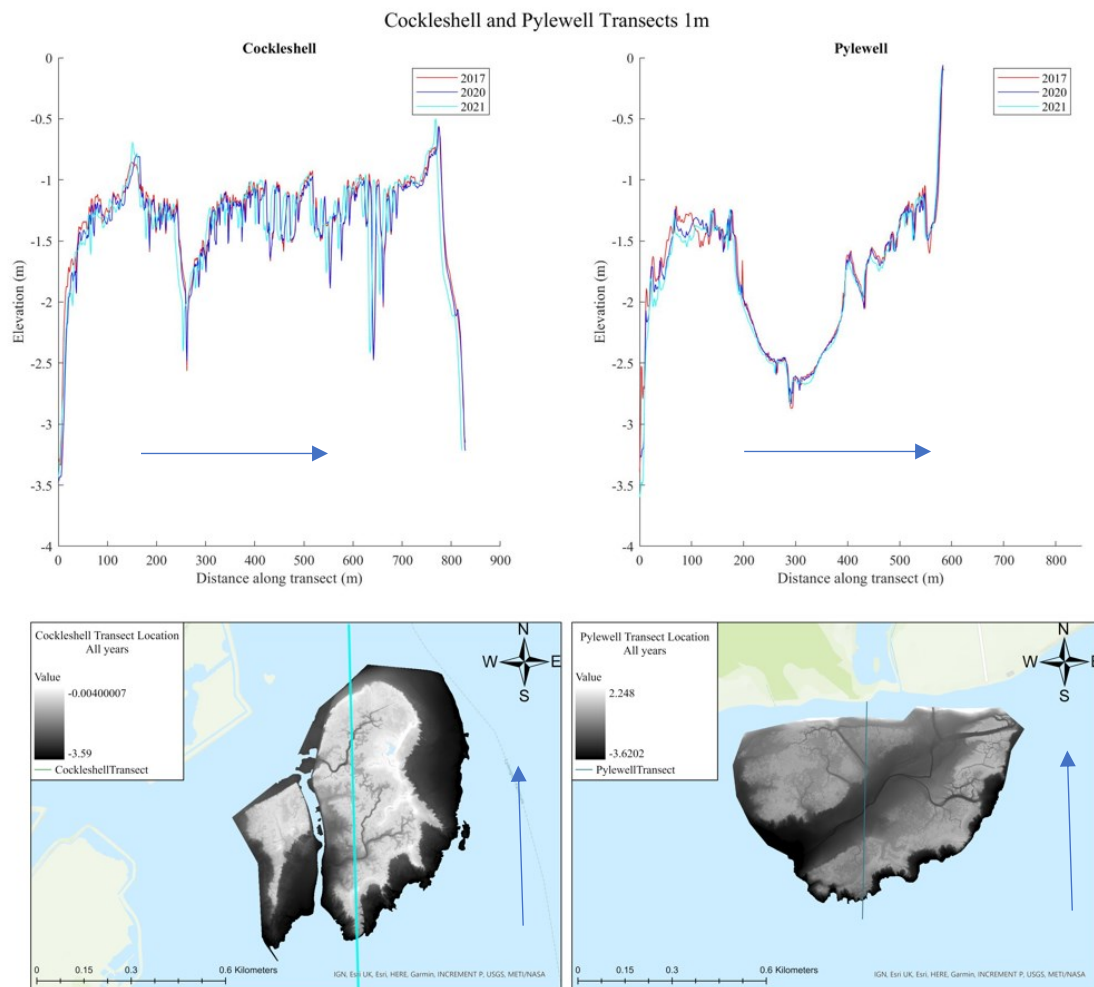 Cockleshell and Pylewell Transects 1m
Cockleshell
2017
2020
2021
0
-0.5
-1
-1.5
-2
-2.5
-3
-3.5
-4
Elevation (m)
0 100 200 300 400 500 600 700 800 900
Distance along transect (m)
Pylewell
2017
2020
2021
0
-0.5
-1
-1.5
-2
-2.5
-3
-3.5
-4
Elevation (m)
0 100 200 300 400 500 600 700 800
Distance along transect (m)
Cockleshell Transect Location
All years
Value
-0.00400007
-3.59
CockleshellTransect
N
W E
S
0 0.15 0.3 0.6 Kilometers
IGN, Esri UK, Esri, HERE, Garmin, INCREMENT P, USGS, METI/NASA
Pylewell Transect Location
All years
Value
2.248
-3.6202
PylewellTransect
N
W E
S
0 0.15 0.3 0.6 Kilometers
IGN, Esri UK, Esri, HERE, Garmin, INCREMENT P, USGS, METI/NASA